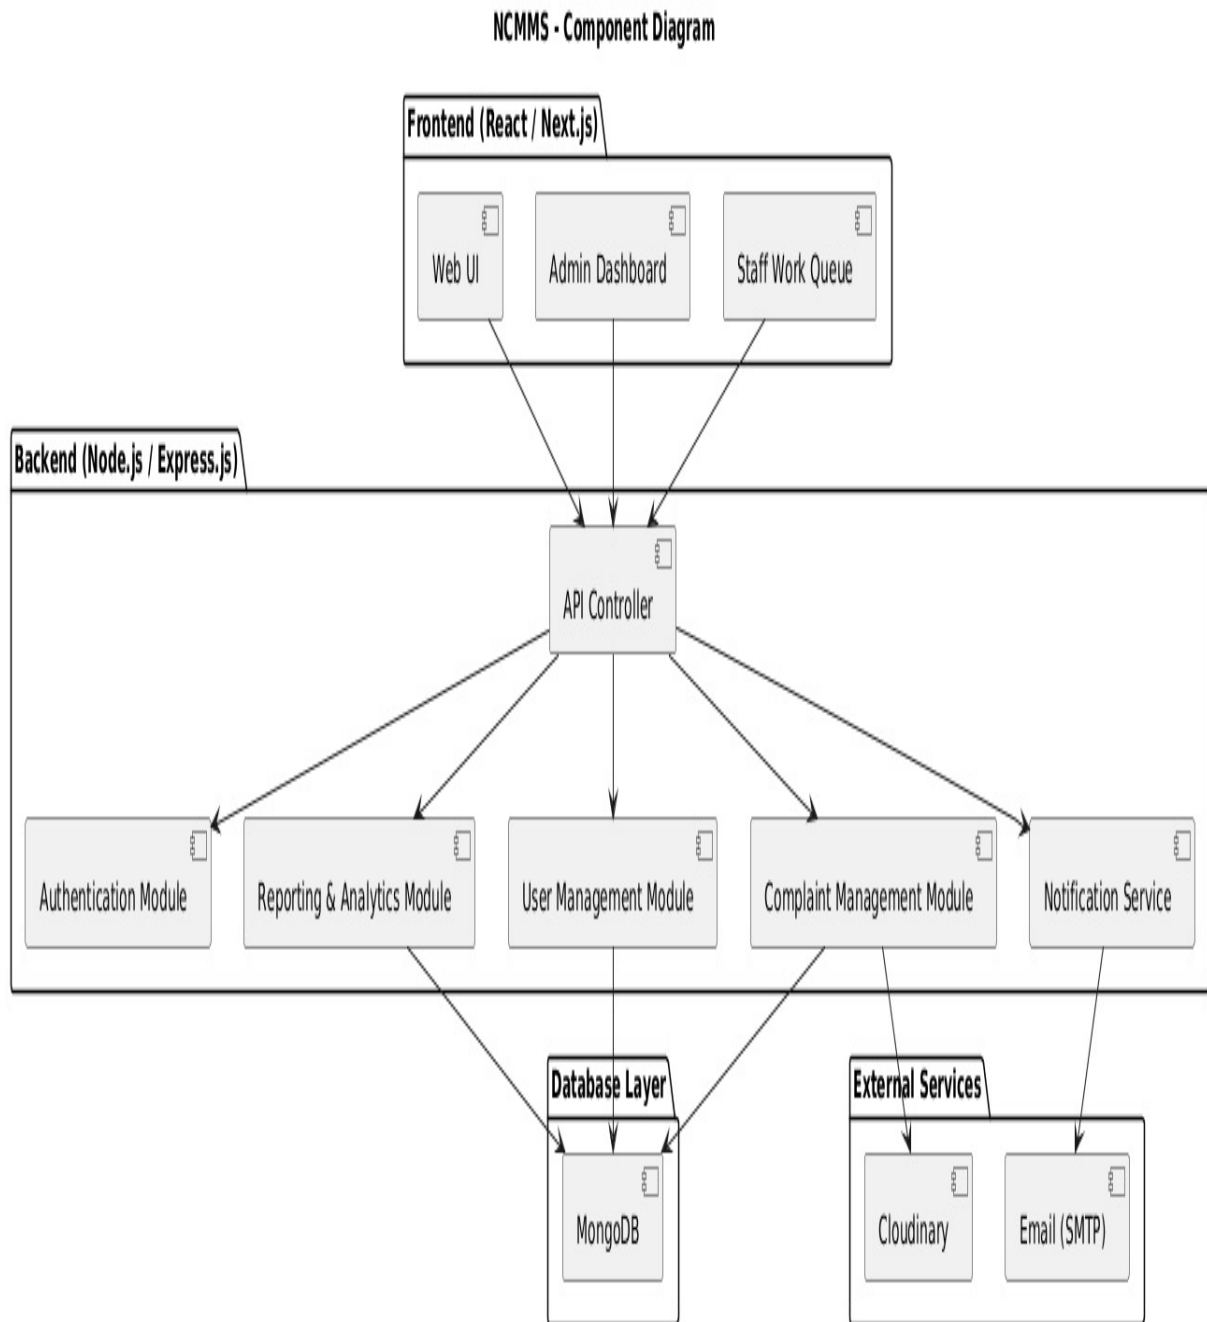 NCMMS - Component Diagram
Frontend (React / Next.js)
Web UI
Admin Dashboard
Staff Work Queue
Backend (Node.js / Express.js)
API Controller
Authentication Module
Reporting & Analytics Module
User Management Module
Complaint Management Module
Notification Service
Database Layer
External Services
MongoDB
Cloudinary
Email (SMTP)